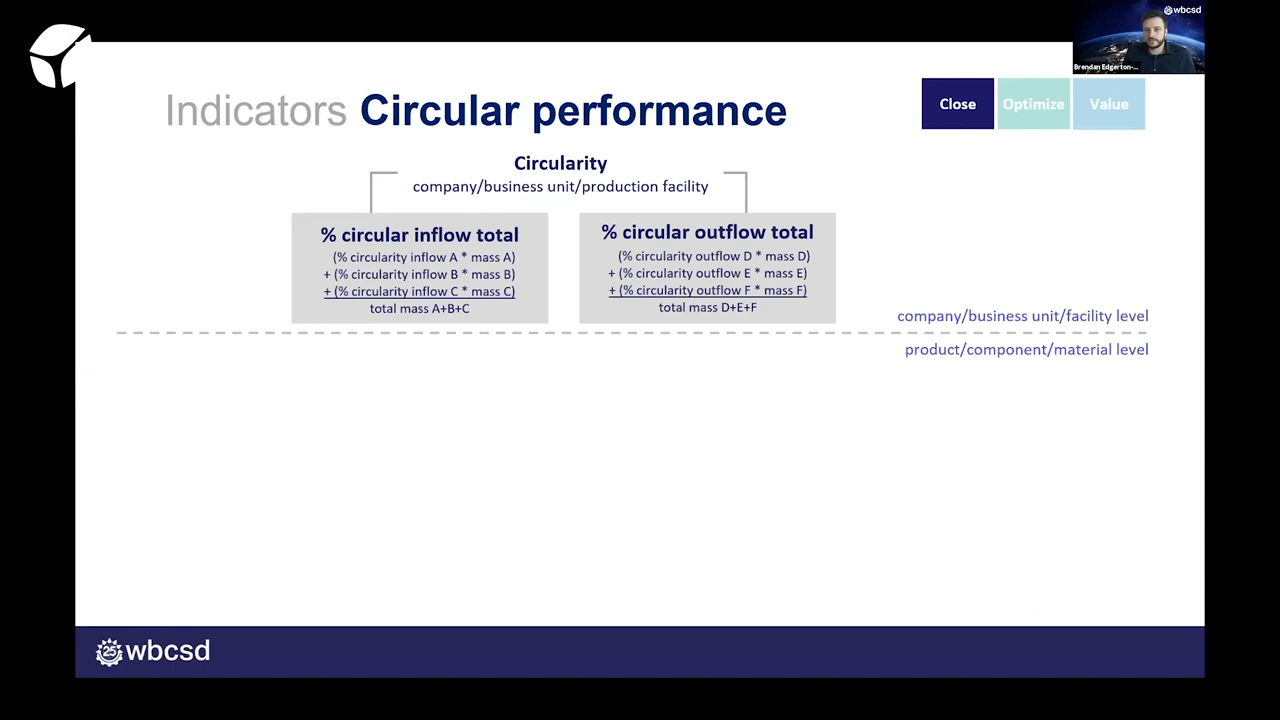 wbcsd
Brendan Edgerton-...
Indicators Circular performance
Close
Optimize
Value
Circularity
company/business unit/production facility
% circular inflow total
(% circularity inflow A * mass A)
+ (% circularity inflow B * mass B)
+ (% circularity inflow C * mass C)
total mass A+B+C
% circular outflow total
(% circularity outflow D * mass D)
+ (% circularity outflow E * mass E)
+ (% circularity outflow F * mass F)
total mass D+E+F
company/business unit/facility level
product/component/material level
25 wbcsd